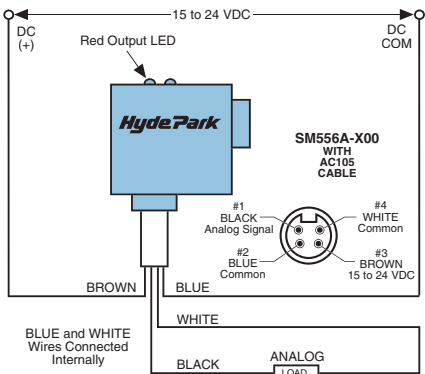 15 to 24 VDC
DC
(+)
DC
COM
Red Output LED
HydePark
SM556A-X00
WITH
AC105
CABLE
#1
BLACK
Analog Signal
#4
WHITE
Common
#2
BLUE
Common
#3
BROWN
15 to 24 VDC
BROWN
BLUE
WHITE
BLUE and WHITE
Wires Connected
Internally
BLACK
ANALOG
LOAD